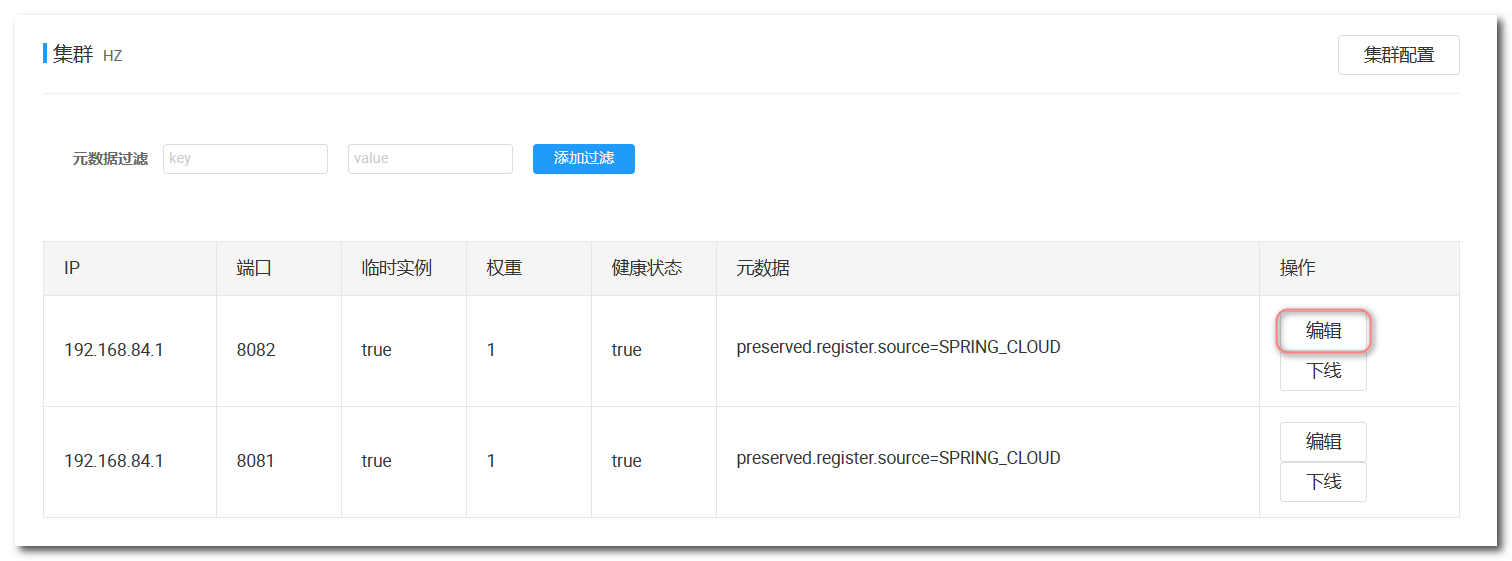 集群 HZ
集群配置
元数据过滤 key value 添加过滤
IP 端口 临时实例 权重 健康状态 元数据 操作
192.168.84.1 8082 true 1 true preserved.register.source=SPRING_CLOUD 编辑
下线
192.168.84.1 8081 true 1 true preserved.register.source=SPRING_CLOUD 编辑
下线